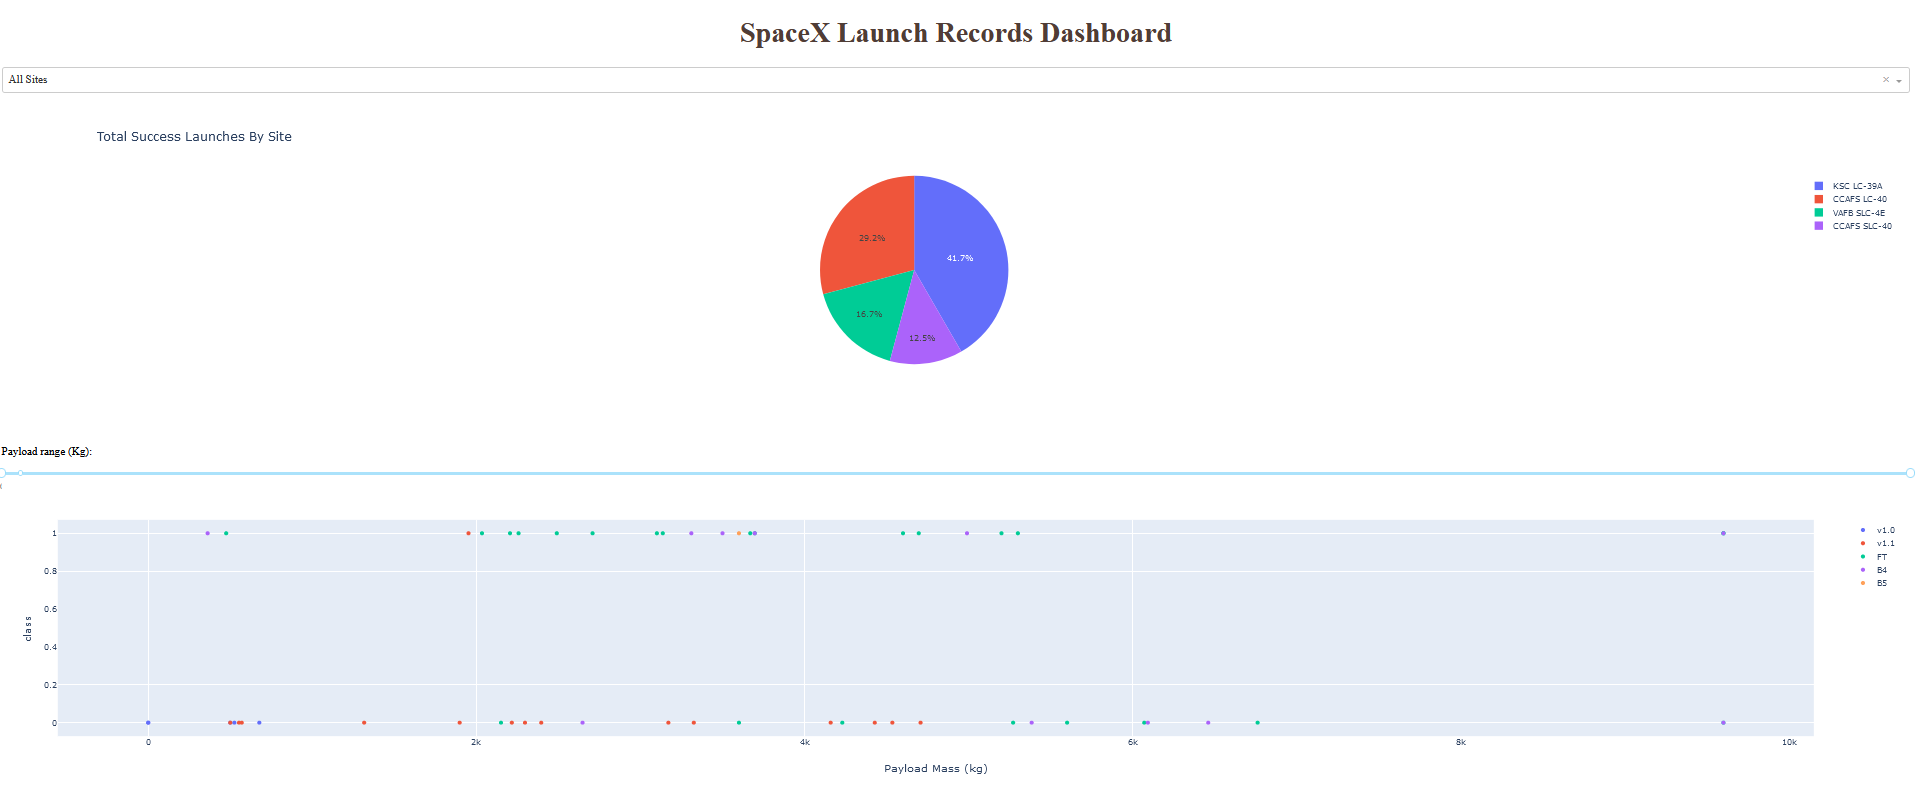 SpaceX Launch Records Dashboard
All Sites
Total Success Launches By Site
KSC LC-39A
CCAFS LC-40
VAFB SLC-4E
CCAFS SLC-40
29.2%
41.7%
16.7%
12.5%
Payload range (Kg):
1
0.8
0.6
0.4
0.2
0
class
0
2k
4k
6k
8k
10k
Payload Mass (kg)
v1.0
v1.1
FT
B4
B5